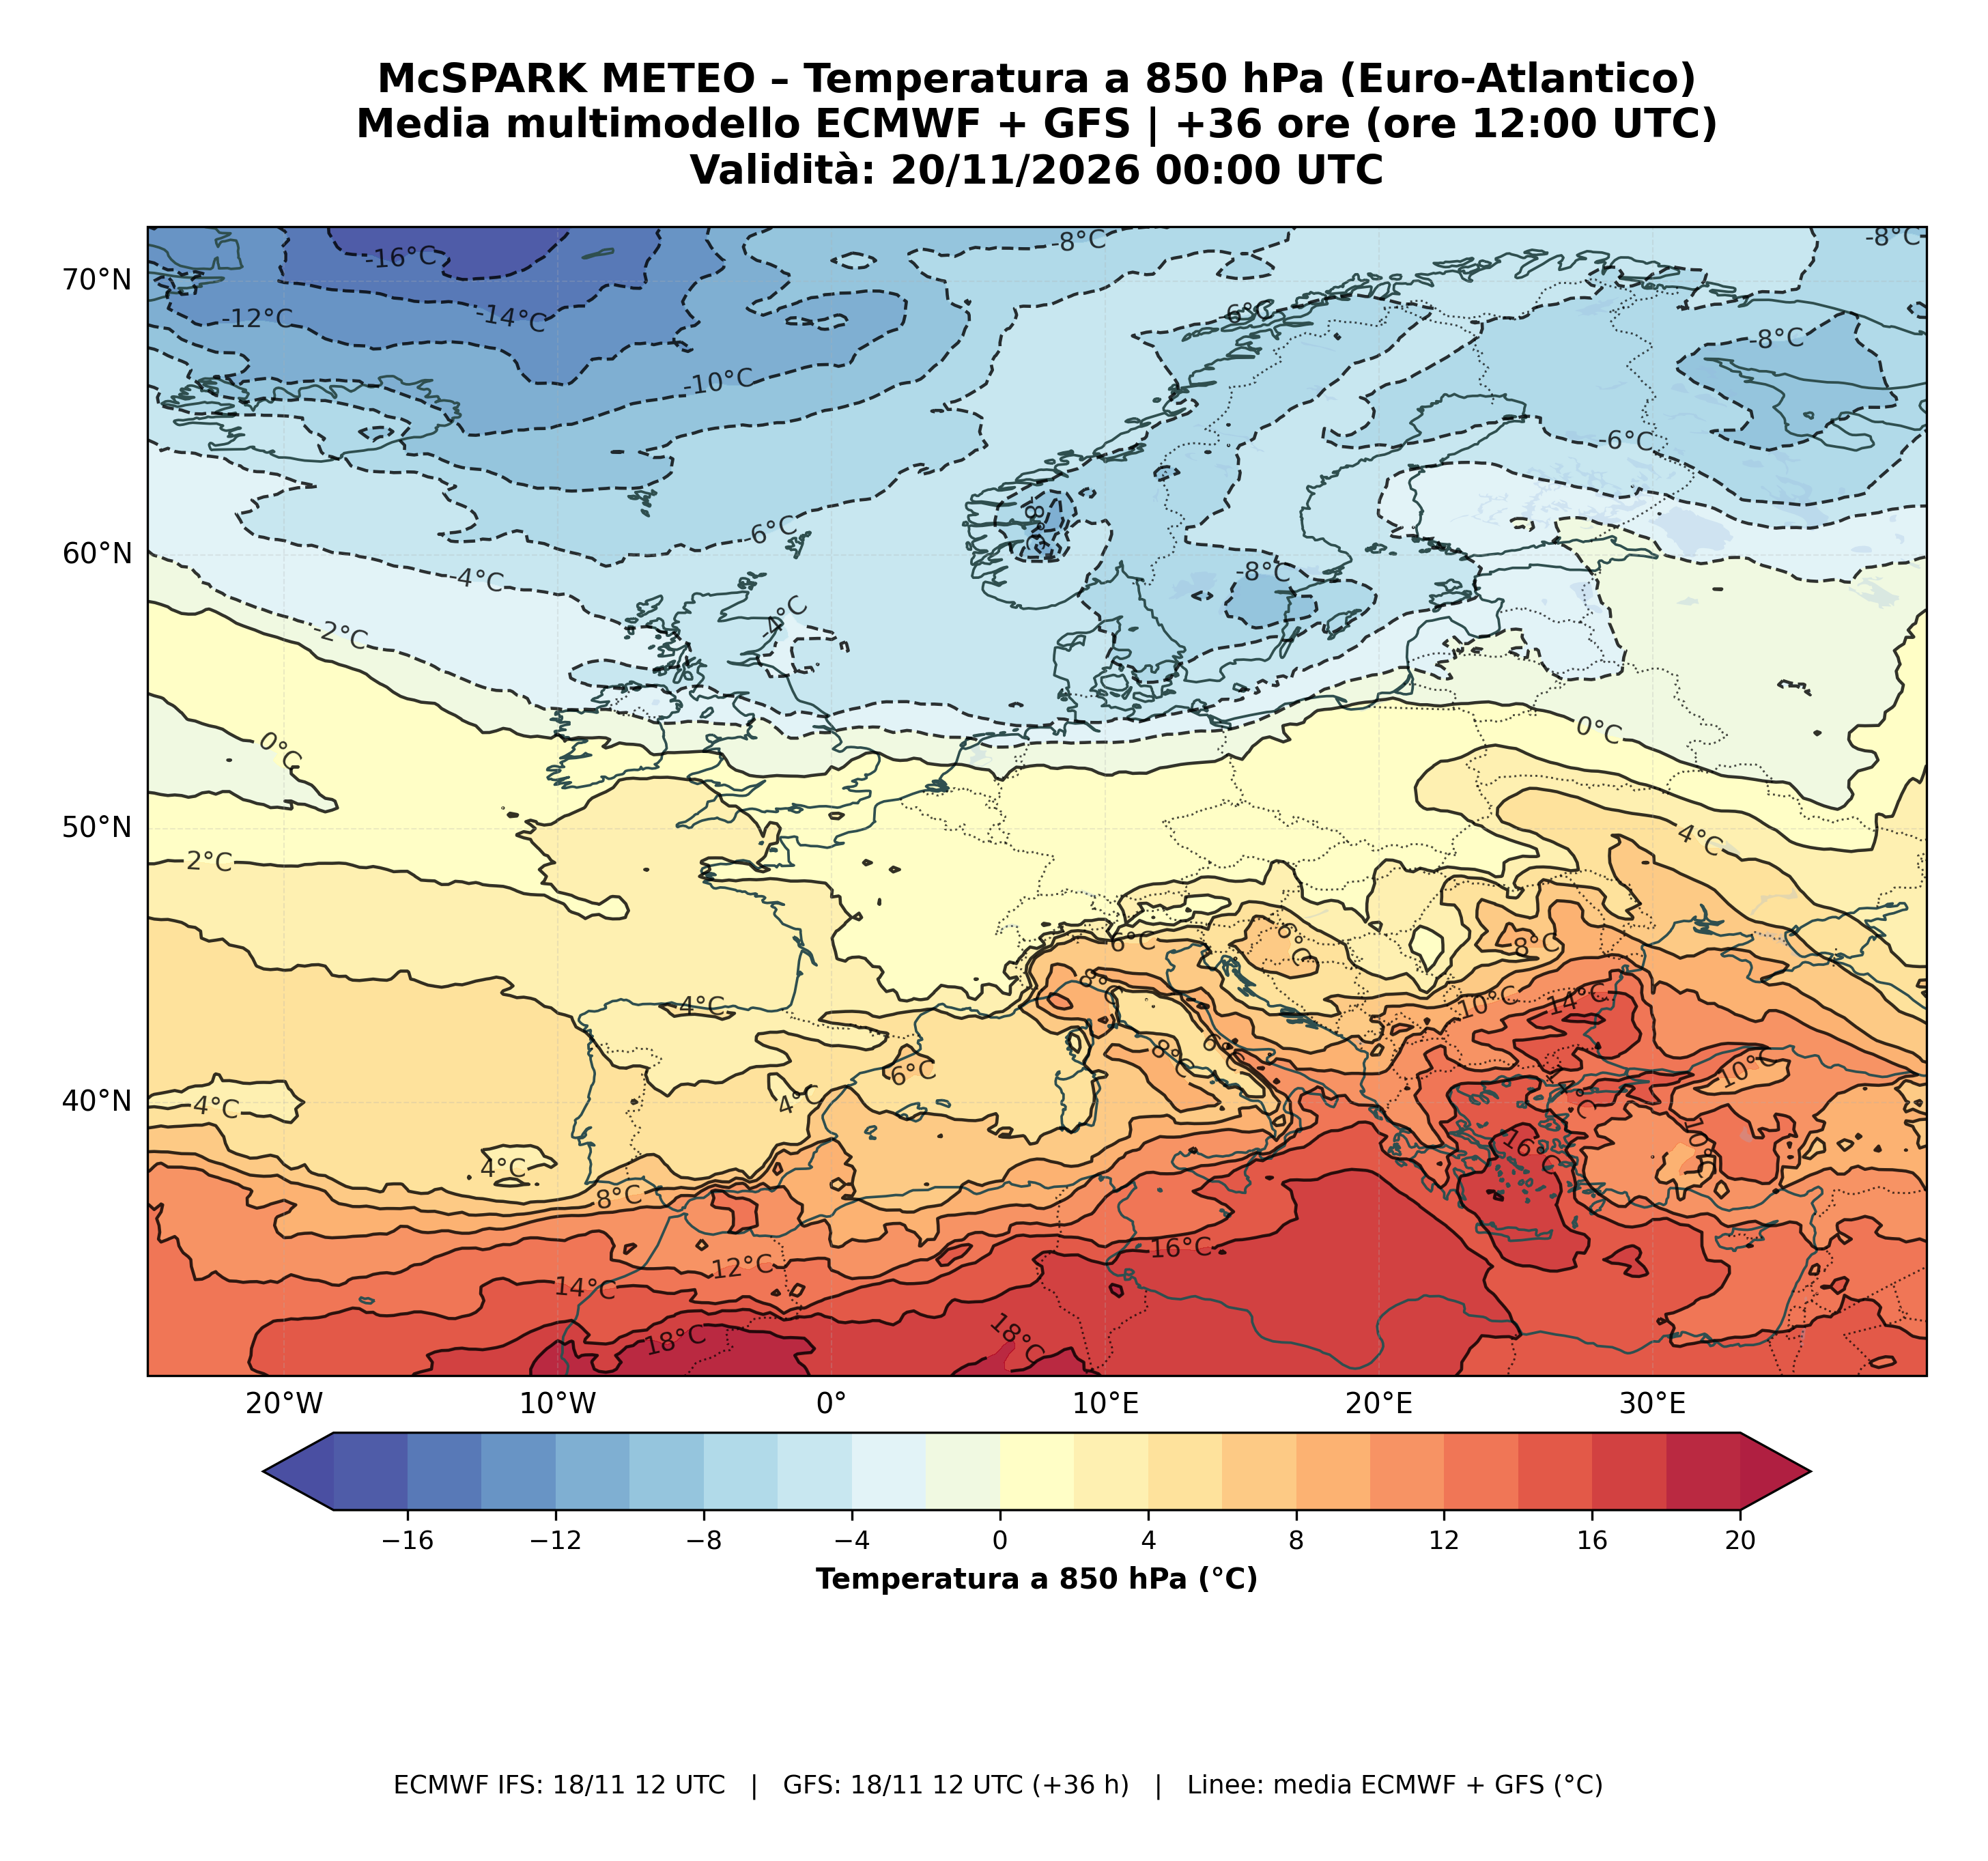 McSPARK METEO – Temperatura a 850 hPa (Euro-Atlantico)
Media multimodello ECMWF + GFS | +36 ore (ore 12:00 UTC)
Validità: 20/11/2026 00:00 UTC
-16°C
-8°C
-8°C
70°N
-12°C
-14°C
-6°C
-8°C
-10°C
-6°C
-8°C
-6°C
60°N
-4°C
-8°C
-2°C
-4°C
0°C
0°C
50°N
2°C
4°C
6°C
6°C
8°C
8°C
10°C
14°C
4°C
6°C
8°C
6°C
10°C
40°N
4°C
4°C
14°C
4°C
16°C
10°C
8°C
16°C
12°C
14°C
18°C
18°C
20°W
10°W
0°
10°E
20°E
30°E
−16
−12
−8
−4
0
4
8
12
16
20
Temperatura a 850 hPa (°C)
ECMWF IFS: 18/11 12 UTC | GFS: 18/11 12 UTC (+36 h) | Linee: media ECMWF + GFS (°C)